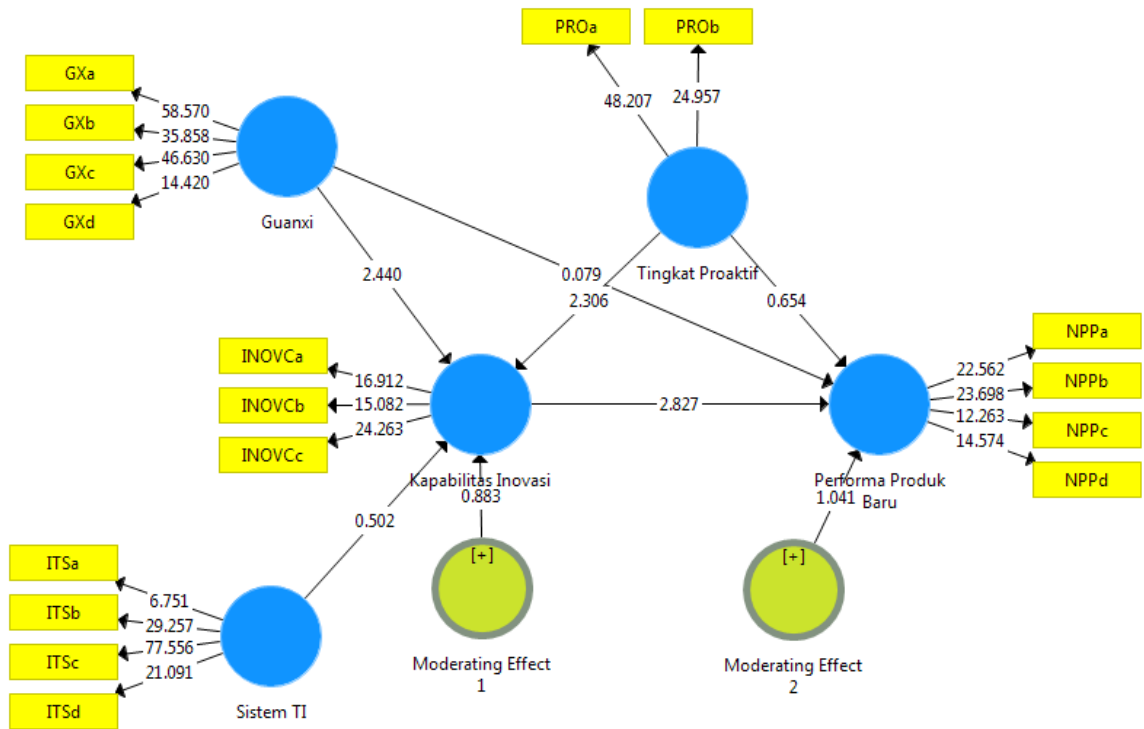 PROa
PROb
48.207
24.957
Tingkat Proaktif
GXa
GXb
GXc
GXd
58.570
35.858
46.630
14.420
Guanxi
2.440
0.079
2.306
0.654
INOVCa
INOVCb
INOVCc
16.912
15.082
24.263
Kapabilitas Inovasi
2.827
NPPa
NPPb
NPPc
NPPd
22.562
23.698
12.263
14.574
Performa Produk
Baru
0.883
1.041
0.502
[+]
Moderating Effect
1
[+]
Moderating Effect
2
ITSa
ITSb
ITSc
ITSd
6.751
29.257
77.556
21.091
Sistem TI